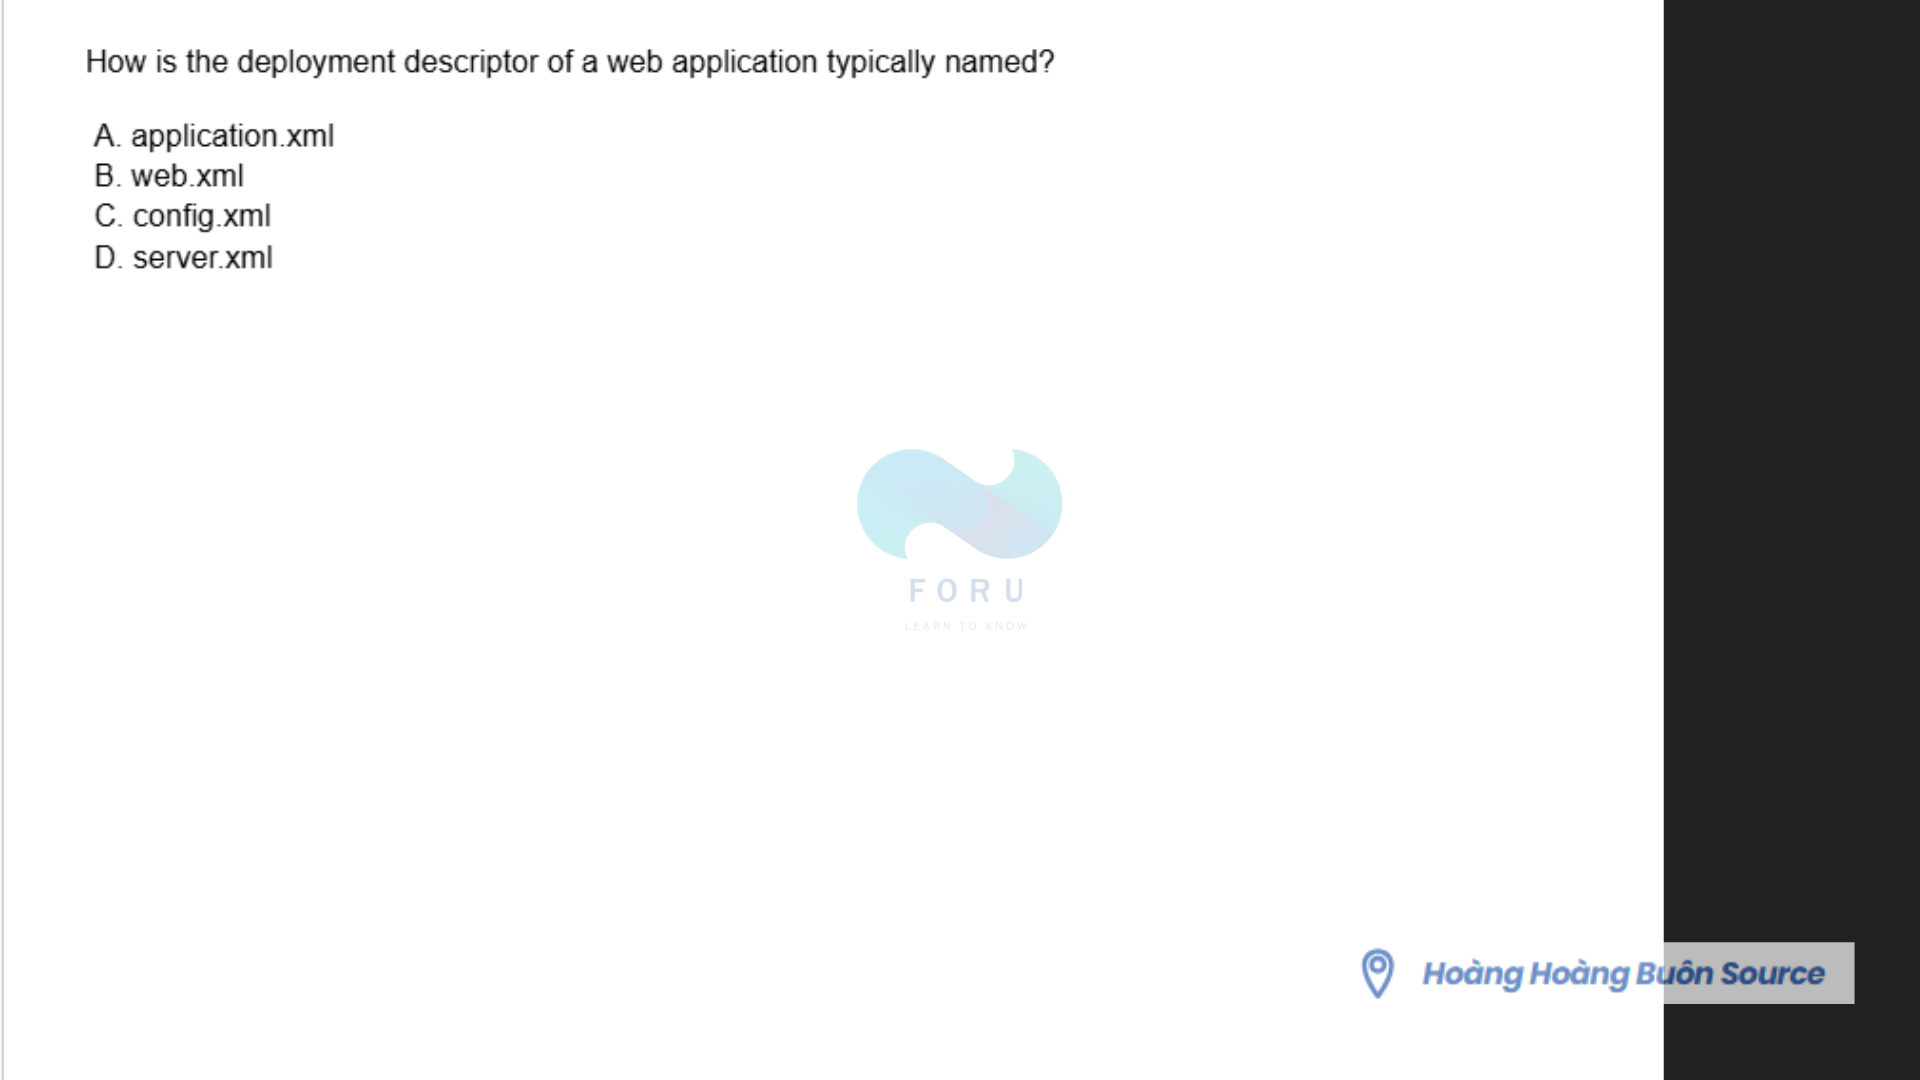 How is the deployment descriptor of a web application typically named?
A. application.xml
B. web.xml
C. config.xml
D. server.xml
FORU
LEARN TO KNOW
Hoàng Hoàng Buôn Source